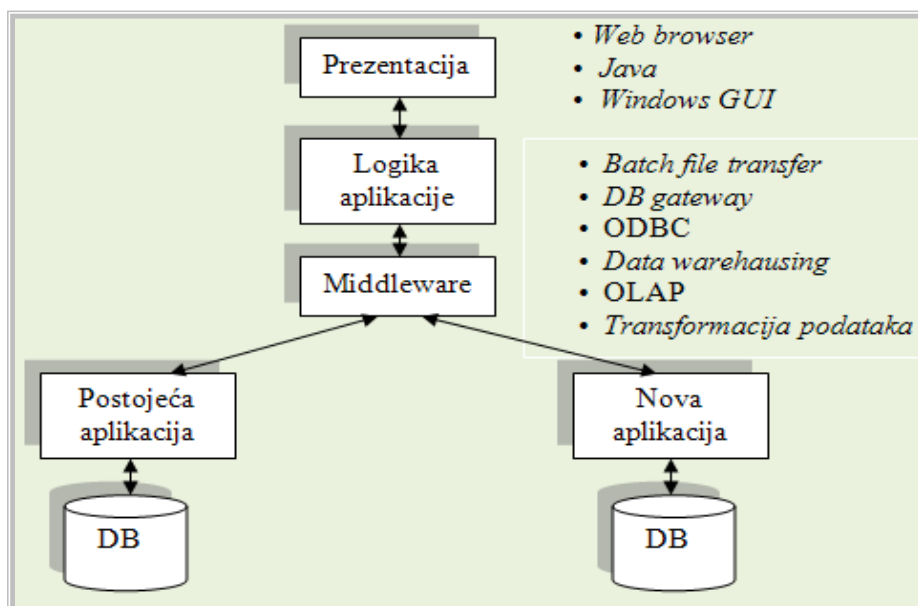 Prezentacija
• Web browser
• Java
• Windows GUI
Logika
aplikacije
Middleware
• Batch file transfer
• DB gateway
• ODBC
• Data warehausing
• OLAP
• Transformacija podataka
Postojeća
aplikacija
Nova
aplikacija
DB
DB